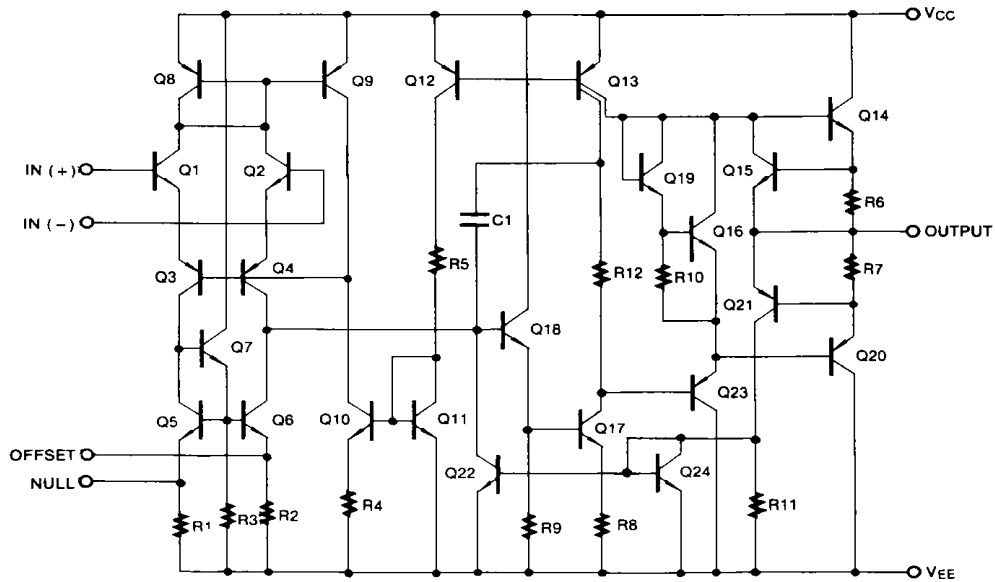 VCC
Q8
Q9
Q12
Q13
Q14
IN (+)
Q1
Q2
Q19
Q15
R6
IN (-)
C1
Q16
OUTPUT
Q3
Q4
R5
R12
R10
R7
Q21
Q7
Q18
Q20
Q23
Q5
Q6
Q10
Q11
Q17
OFFSET
Q22
Q24
NULL
R1
R3
R2
R4
R9
R8
R11
VEE